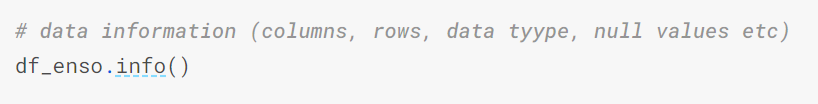 # data information (columns, rows, data tyype, null values etc)
df_enso.info()